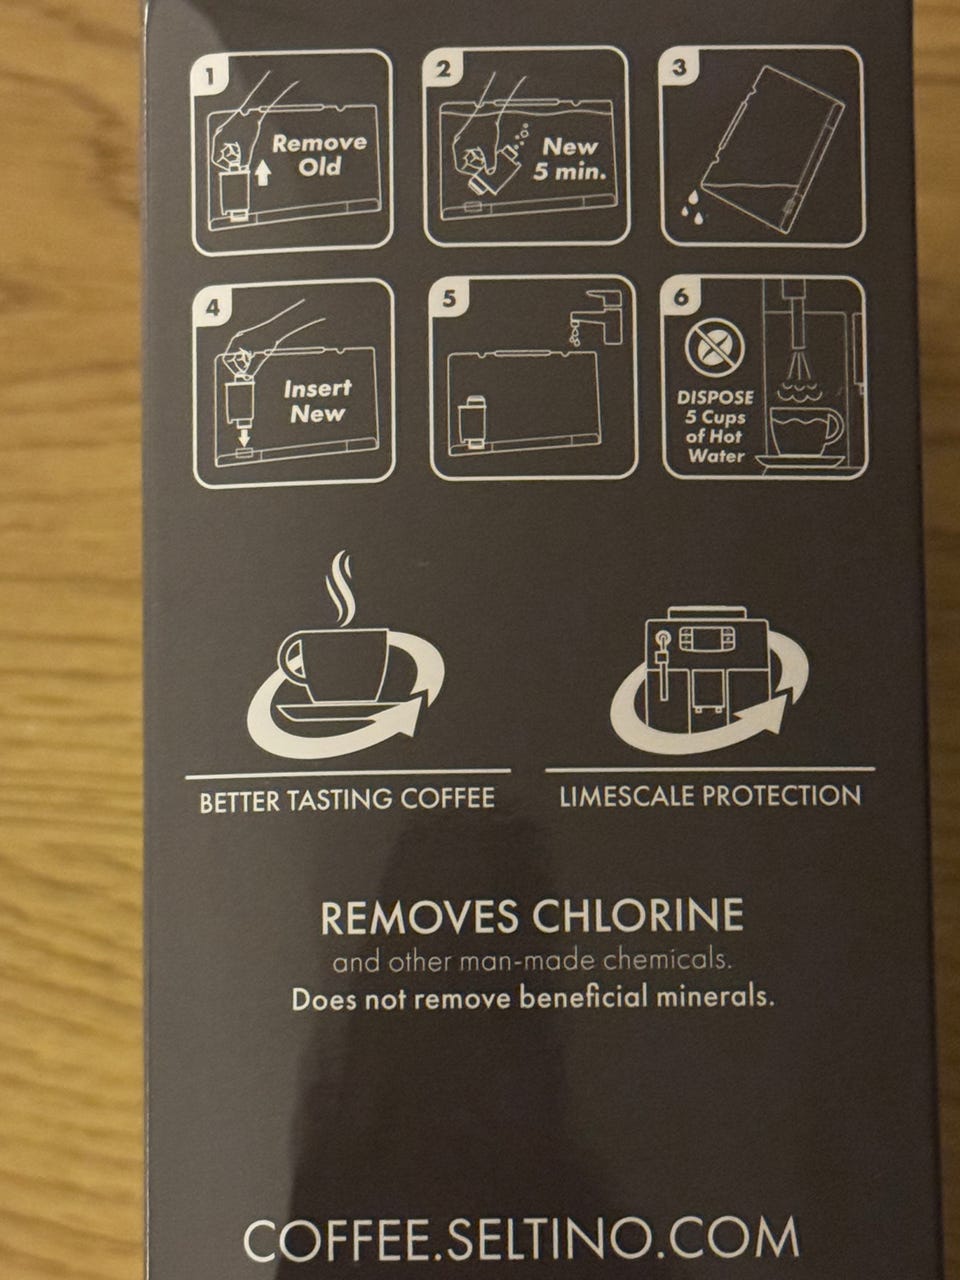 1
Remove
Old
2
New
5 min.
3
4
Insert
New
5
6
DISPOSE
5 Cups
of Hot
Water
BETTER TASTING COFFEE
LIMESCALE PROTECTION
REMOVES CHLORINE
and other man-made chemicals.
Does not remove beneficial minerals.
COFFEE.SELTINO.COM